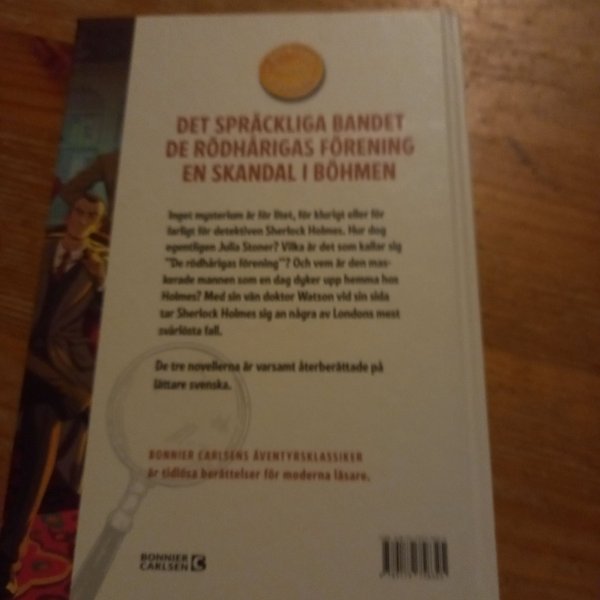 DET SPRÄCKLIGA BANDET
DE RÖDHÅRIGAS FÖRENING
EN SKANDAL I BÖHMEN
Inget mysterium är för litet, för klurigt eller för
farligt för detektiven Sherlock Holmes. Hur dog
egentligen Julia Stoner? Vilka är det som kallar sig
"De rödhårigas förening"? Och vem är den mas-
kerade mannen som en dag dyker upp hemma hos
Holmes? Med sin vän doktor Watson vid sin sida
tar Sherlock Holmes sig an några av Londons mest
svårlösta fall.
De tre novellerna är varsamt återberättade på
lättare svenska.
BONNIER CARLSENS ÄVENTYRSKLASSIKER
är tidlösa berättelser för moderna läsare.
BONNIER
CARLSEN C